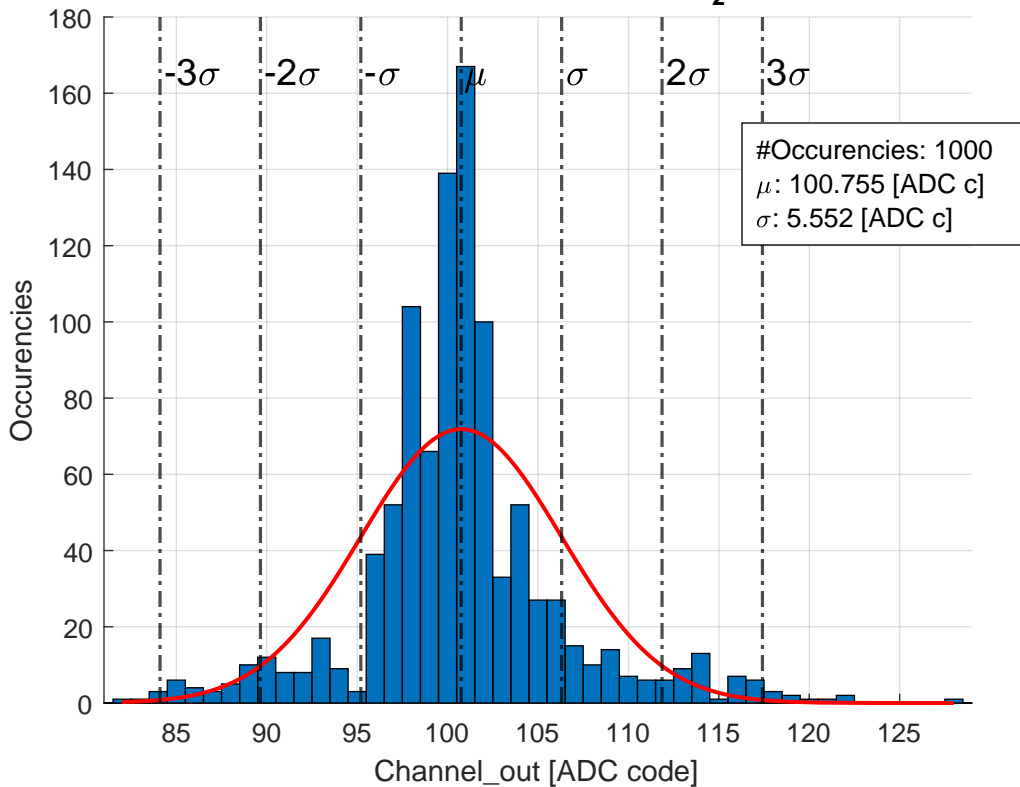 2
180
160
140
120
100
80
60
40
20
0
-3σ
-2σ
-σ
μ
σ
2σ
3σ
#Occurencies: 1000
μ: 100.755 [ADC c]
σ: 5.552 [ADC c]
Occurencies
85
90
95
100
105
110
115
120
125
Channel_out [ADC code]